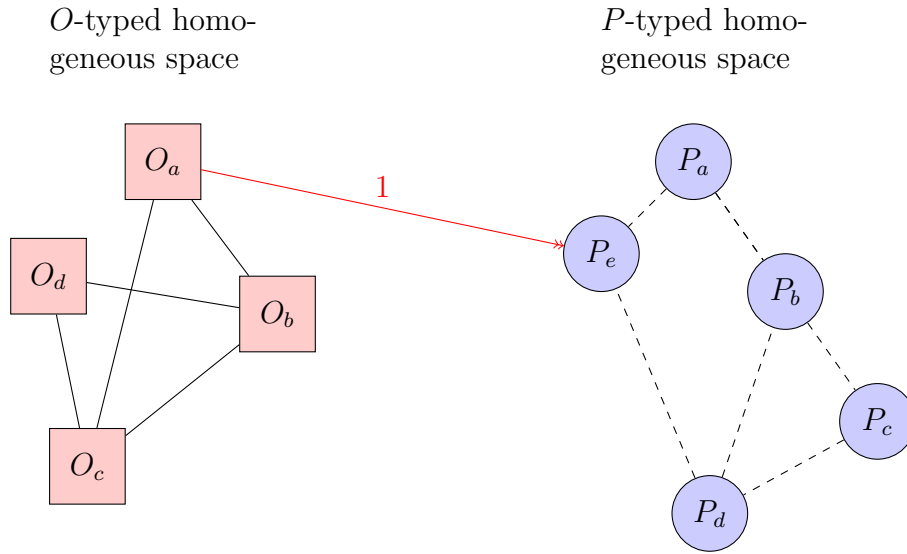 O-typed homo-
geneous space
P-typed homo-
geneous space
O_a
1
P_a
O_d
P_e
O_b
P_b
O_c
P_c
P_d